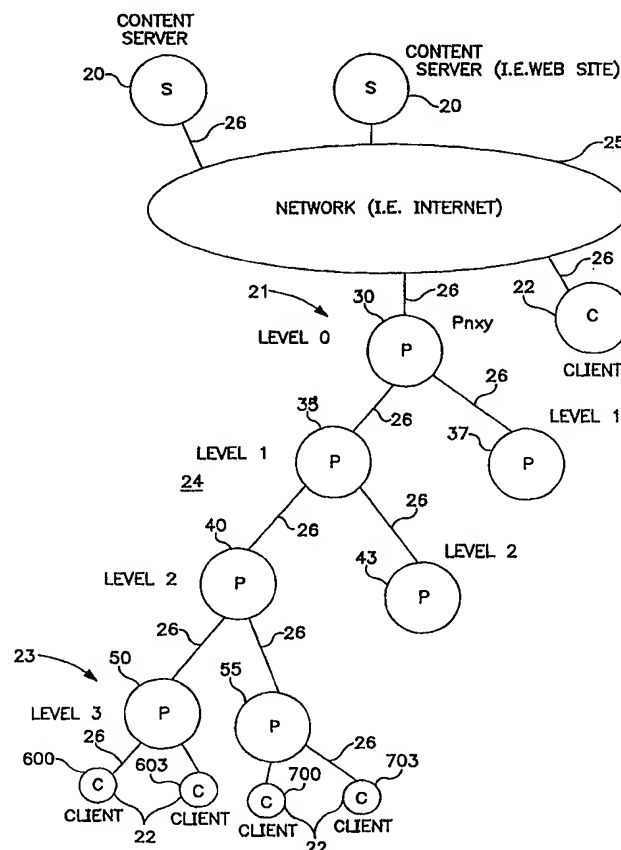 CONTENT
SERVER
20
S
26
CONTENT
SERVER (I.E.WEB SITE)
S
20
25
NETWORK (I.E. INTERNET)
21
30
26
Pnxy
22
26
C
CLIENT
LEVEL 0
P
35
26
26
LEVEL 1
37
P
LEVEL 1
P
24
40
26
26
LEVEL 2
43
P
LEVEL 2
P
23
50
26
26
55
LEVEL 3
P
P
600
26
603
C
C
CLIENT
CLIENT
22
26
700
703
C
C
CLIENT
CLIENT
22